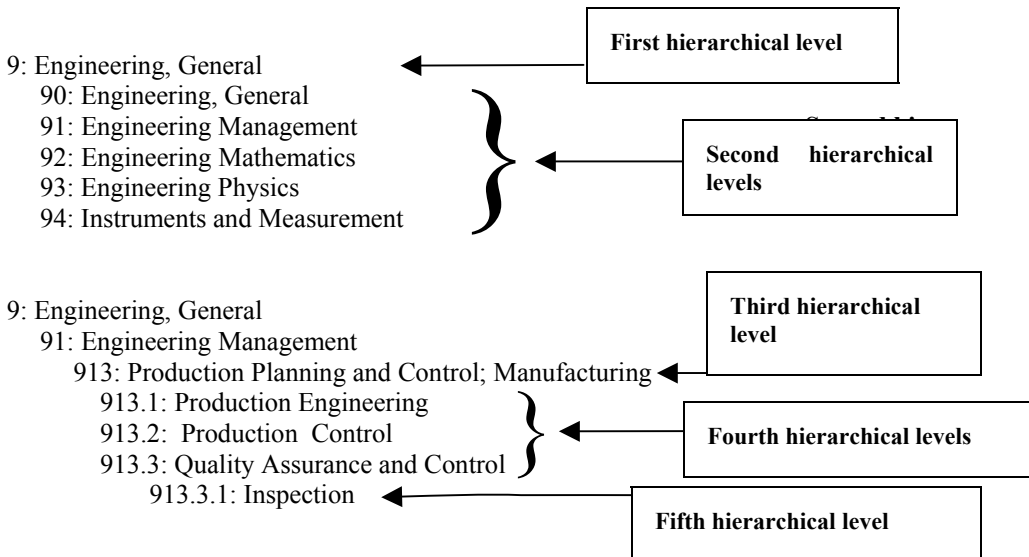 First hierarchical level
9: Engineering, General
90: Engineering, General
91: Engineering Management
92: Engineering Mathematics
93: Engineering Physics
94: Instruments and Measurement
Second hierarchical
levels
9: Engineering, General
91: Engineering Management
913: Production Planning and Control; Manufacturing
913.1: Production Engineering
913.2: Production Control
913.3: Quality Assurance and Control
913.3.1: Inspection
Third hierarchical
level
Fourth hierarchical levels
Fifth hierarchical level